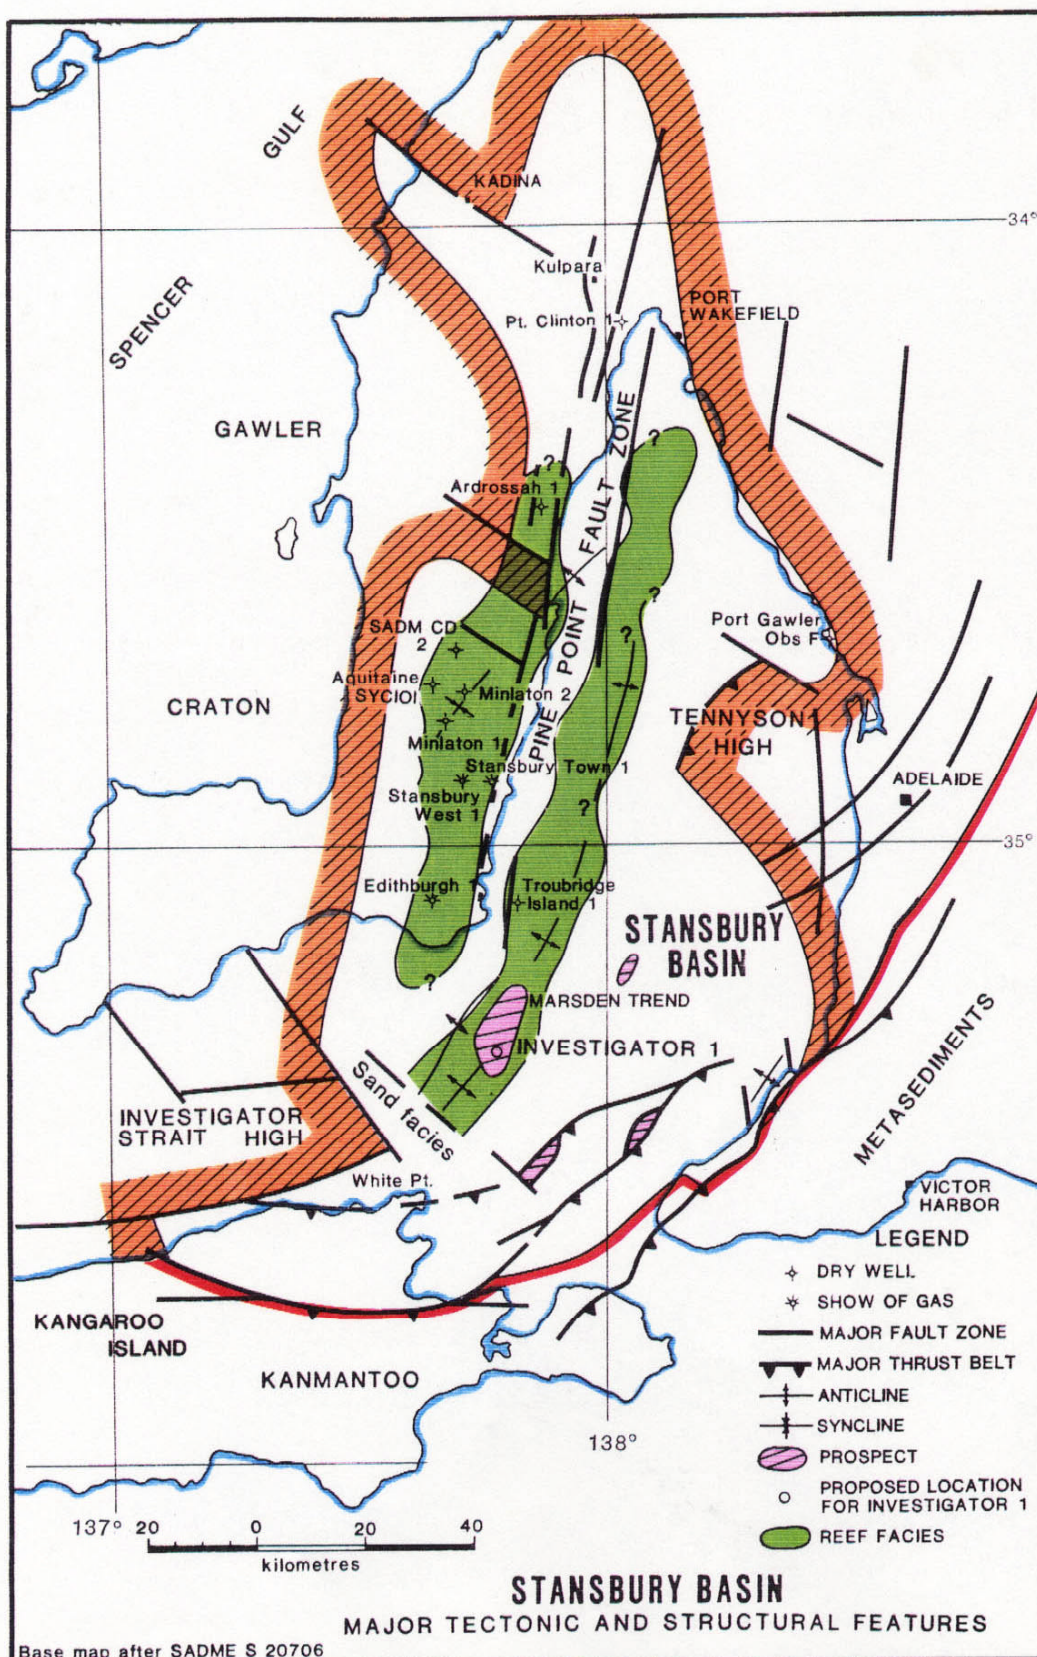 GULF
SPENCER
KADINA
34°
Kulpara
PORT
WAKEFIELD
Pt. Clinton 1
GAWLER
CRATON
PINE POINT FAULT ZONE
?
Ardrossah 1
?
?
?
SADM CD
2
Port Gawler
Obs F
Aquitaine
SYC101
Minlaton 2
TENNYSON
HIGH
Minlaton 1
Stansbury Town 1
Stansbury
West 1
?
ADELAIDE
35°
Edithburgh 1
Troubridge
Island 1
STANSBURY
BASIN
?
MARSDEN TREND
INVESTIGATOR 1
Sand facies
INVESTIGATOR
STRAIT HIGH
White Pt.
METASEDIMENTS
VICTOR
HARBOR
KANGAROO
ISLAND
KANMANTOO
LEGEND
DRY WELL
SHOW OF GAS
MAJOR FAULT ZONE
MAJOR THRUST BELT
ANTICLINE
SYNCLINE
PROSPECT
PROPOSED LOCATION
FOR INVESTIGATOR 1
REEF FACIES
138°
137°
20 0 20 40
kilometres
STANSBURY BASIN
MAJOR TECTONIC AND STRUCTURAL FEATURES
Base map after SADME S 20706